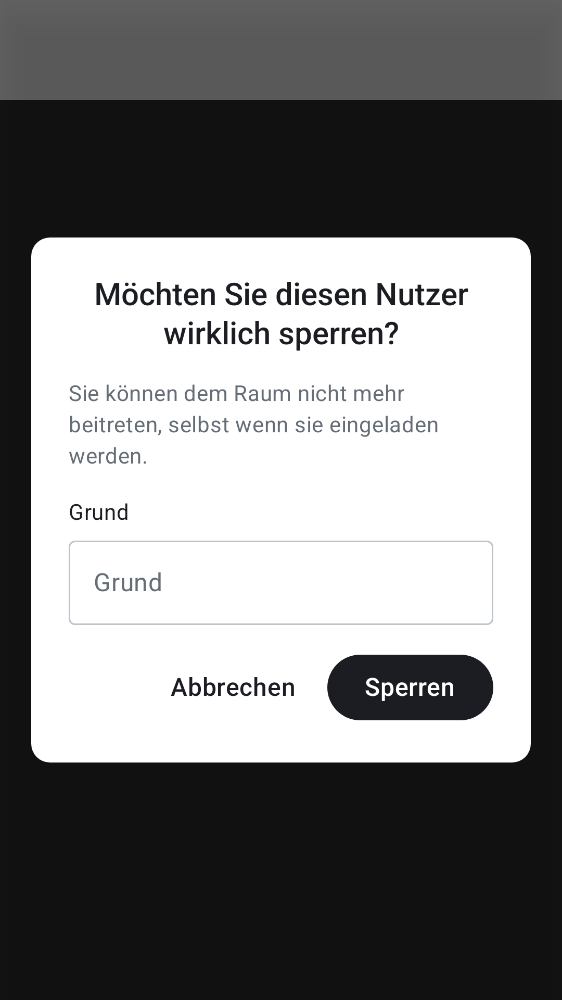 Möchten Sie diesen Nutzer
wirklich sperren?
Sie können dem Raum nicht mehr
beitreten, selbst wenn sie eingeladen
werden.
Grund
Grund
Abbrechen
Sperren